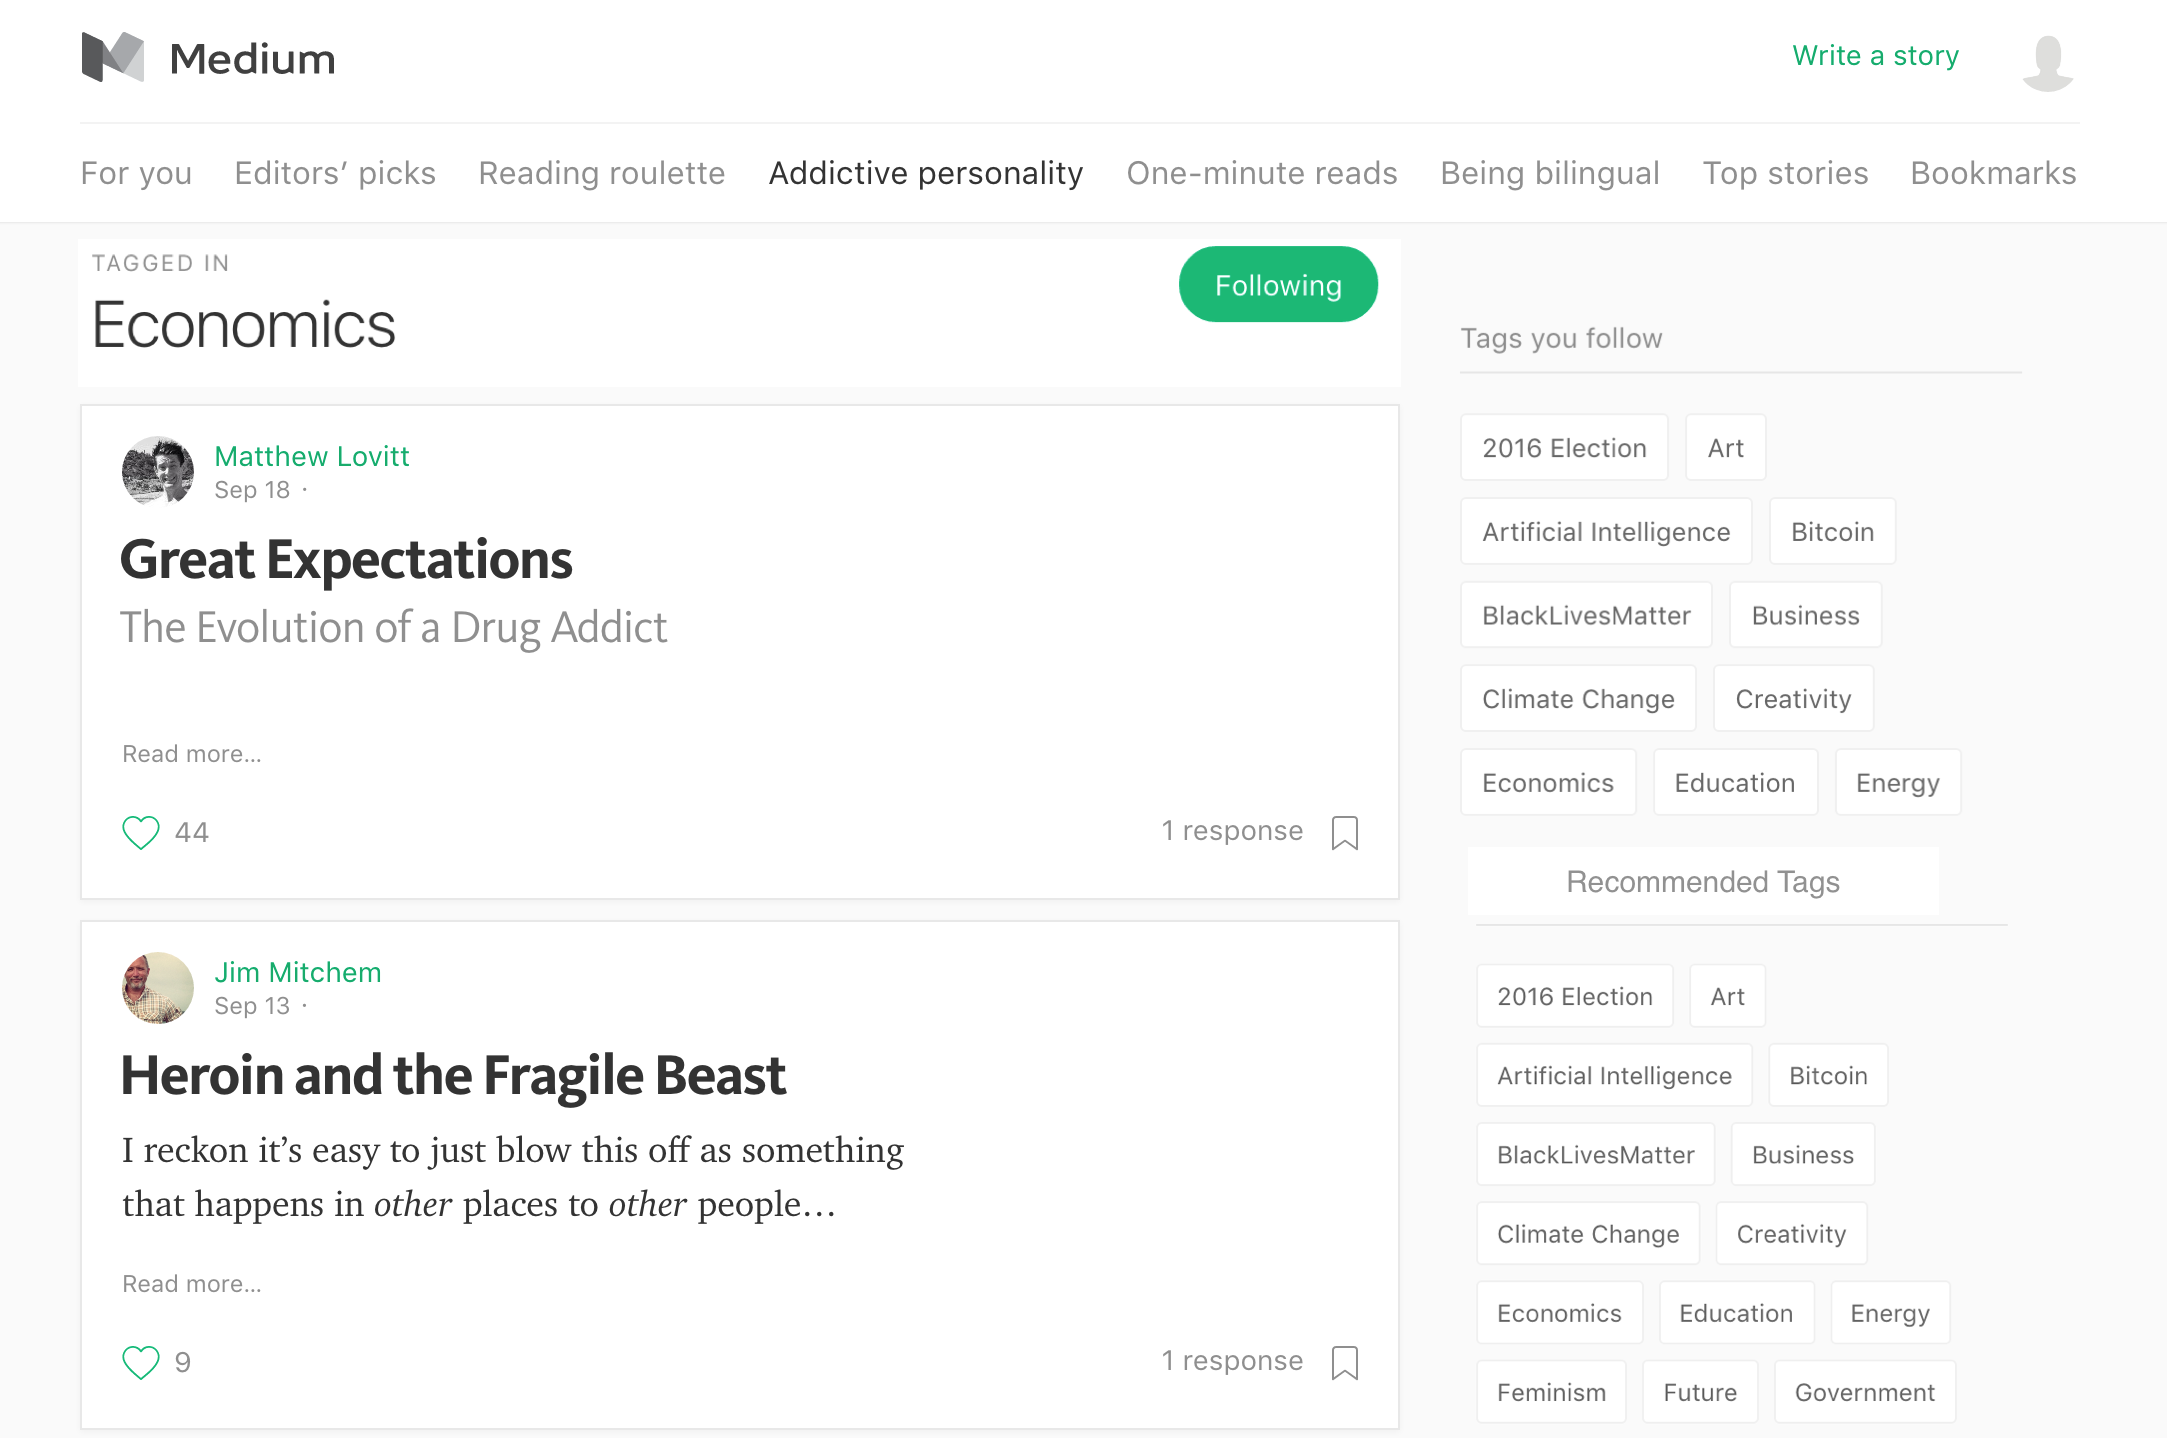 Medium
Write a story
For you Editors’ picks Reading roulette Addictive personality One-minute reads Being bilingual Top stories Bookmarks
TAGGED IN
Economics
Following
Matthew Lovitt
Sep 18 ·
Great Expectations
The Evolution of a Drug Addict
Read more...
44
1 response
Jim Mitchem
Sep 13 ·
Heroin and the Fragile Beast
I reckon it’s easy to just blow this off as something
that happens in other places to other people…
Read more...
9
1 response
Tags you follow
2016 Election Art
Artificial Intelligence Bitcoin
BlackLivesMatter Business
Climate Change Creativity
Economics Education Energy
Recommended Tags
2016 Election Art
Artificial Intelligence Bitcoin
BlackLivesMatter Business
Climate Change Creativity
Economics Education Energy
Feminism Future Government